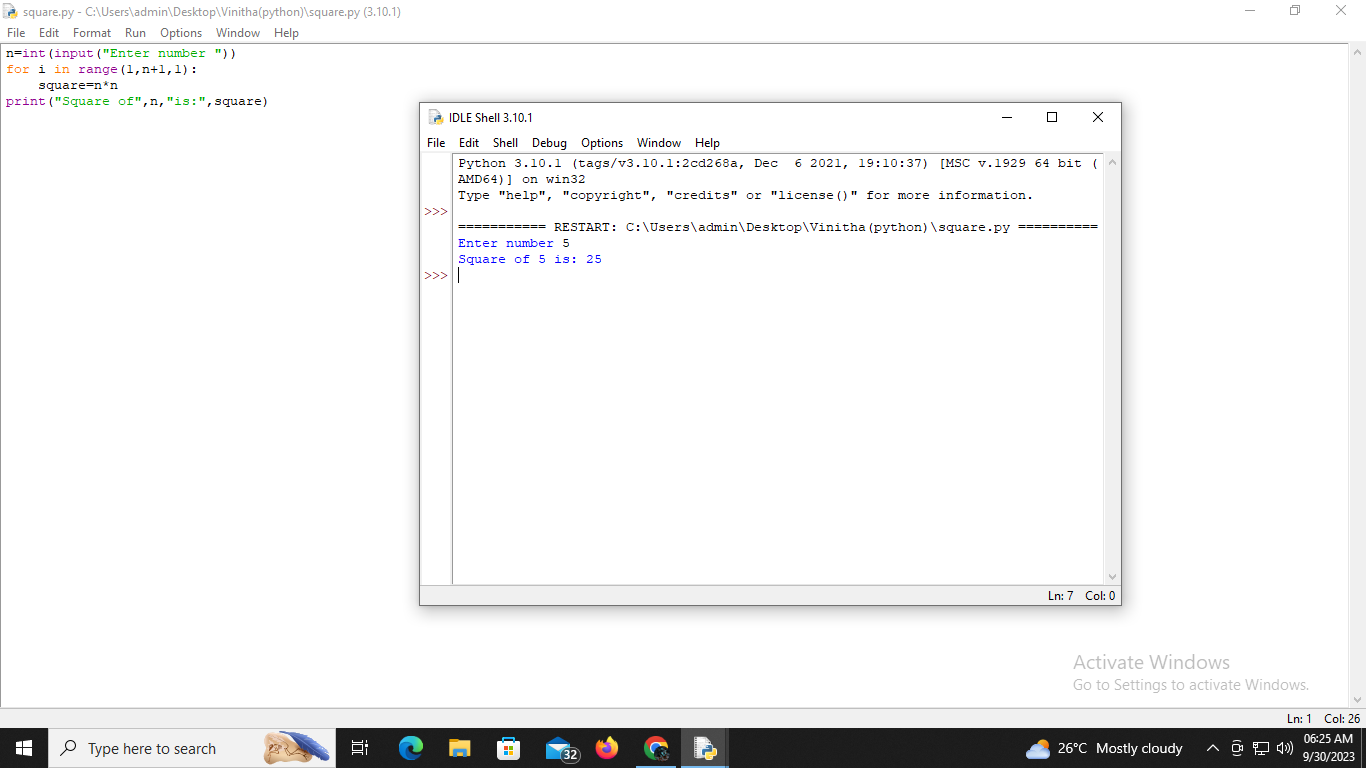 square.py - C:\Users\admin\Desktop\Vinitha(python)\square.py (3.10.1)
File Edit Format Run Options Window Help
n=int(input("Enter number "))
for i in range(1,n+1,1):
    square=n*n
print("Square of",n,"is:",square)
IDLE Shell 3.10.1
File Edit Shell Debug Options Window Help
Python 3.10.1 (tags/v3.10.1:2cd268a, Dec  6 2021, 19:10:37) [MSC v.1929 64 bit (
AMD64)] on win32
Type "help", "copyright", "credits" or "license()" for more information.
>>>
=========== RESTART: C:\Users\admin\Desktop\Vinitha(python)\square.py ==========
Enter number 5
Square of 5 is: 25
>>>
Ln: 7 Col: 0
Activate Windows
Go to Settings to activate Windows.
Ln: 1 Col: 26
Type here to search
32
26°C Mostly cloudy
06:25 AM
9/30/2023